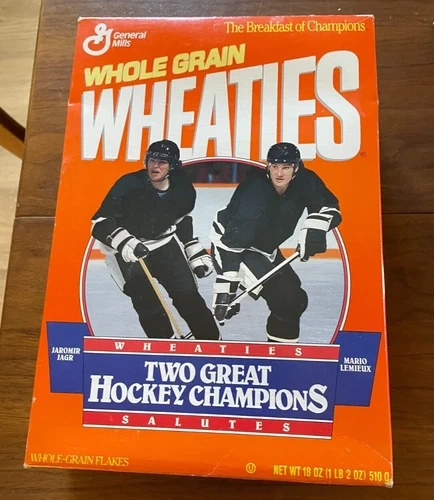 General
Mills
The Breakfast of Champions
WHOLE GRAIN
WHEATIES
®
JAROMIR
JAGR
MARIO
LEMIEUX
WHEATIES
TWO GREAT
HOCKEY CHAMPIONS
SALUTES
WHOLE-GRAIN FLAKES
U
NET WT 18 OZ (1 LB 2 OZ) 510 g